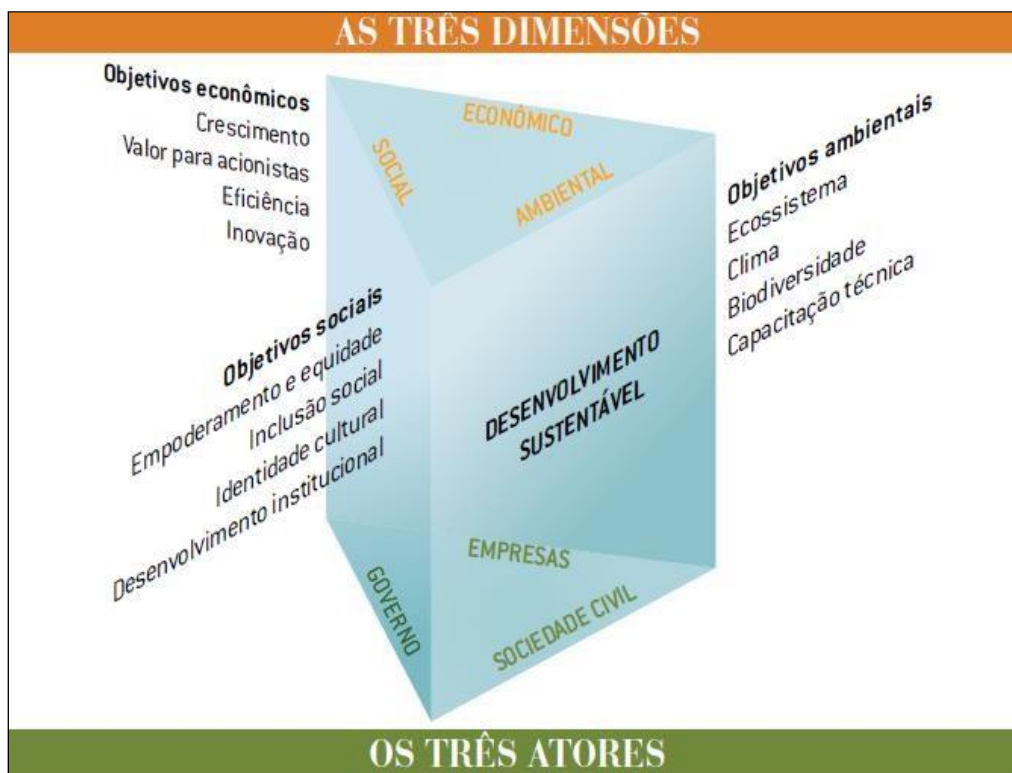 AS TRÊS DIMENSÕES
Objetivos econômicos
Crescimento
Valor para acionistas
Eficiência
Inovação
ECONÔMICO
SOCIAL
AMBIENTAL
Objetivos ambientais
Ecossistema
Clima
Biodiversidade
Capacitação técnica
Objetivos sociais
Empoderamento e equidade
Inclusão social
Identidade cultural
Desenvolvimento institucional
DESENVOLVIMENTO
SUSTENTÁVEL
EMPRESAS
GOVERNO
SOCIEDADE CIVIL
OS TRÊS ATORES